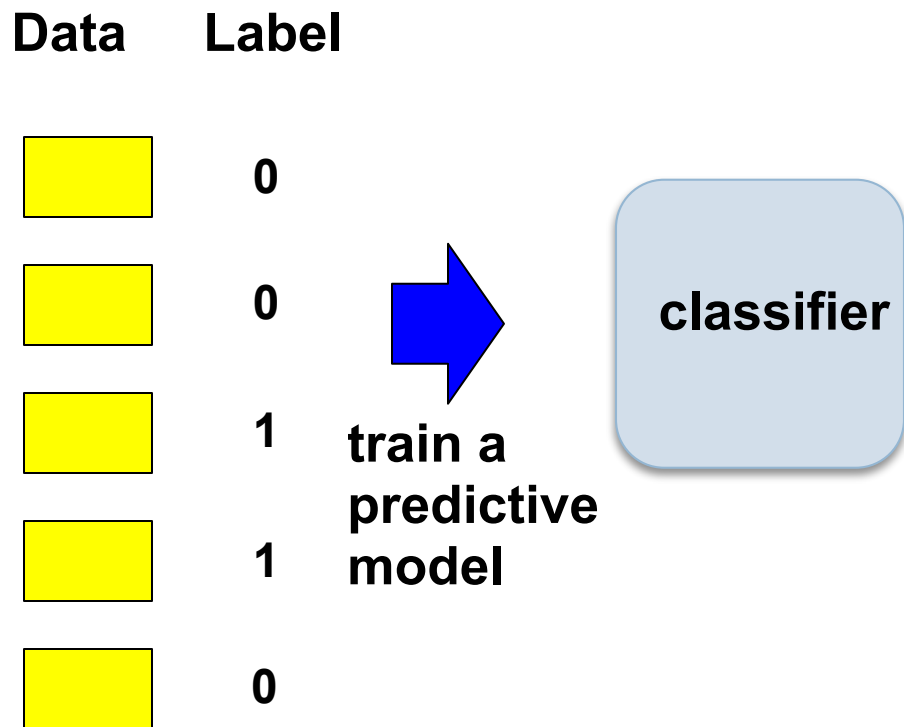 Data Label
0
0
classifier
1
train a
predictive
model
1
0